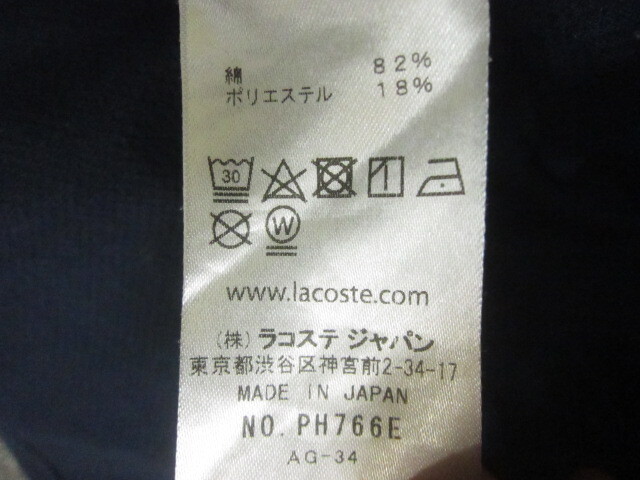 綿 82%
ポリエステル 18%
30
W
www.lacoste.com
(株) ラコステ ジャパン
東京都渋谷区神宮前2-34-17
MADE IN JAPAN
NO. PH766E
AG-34